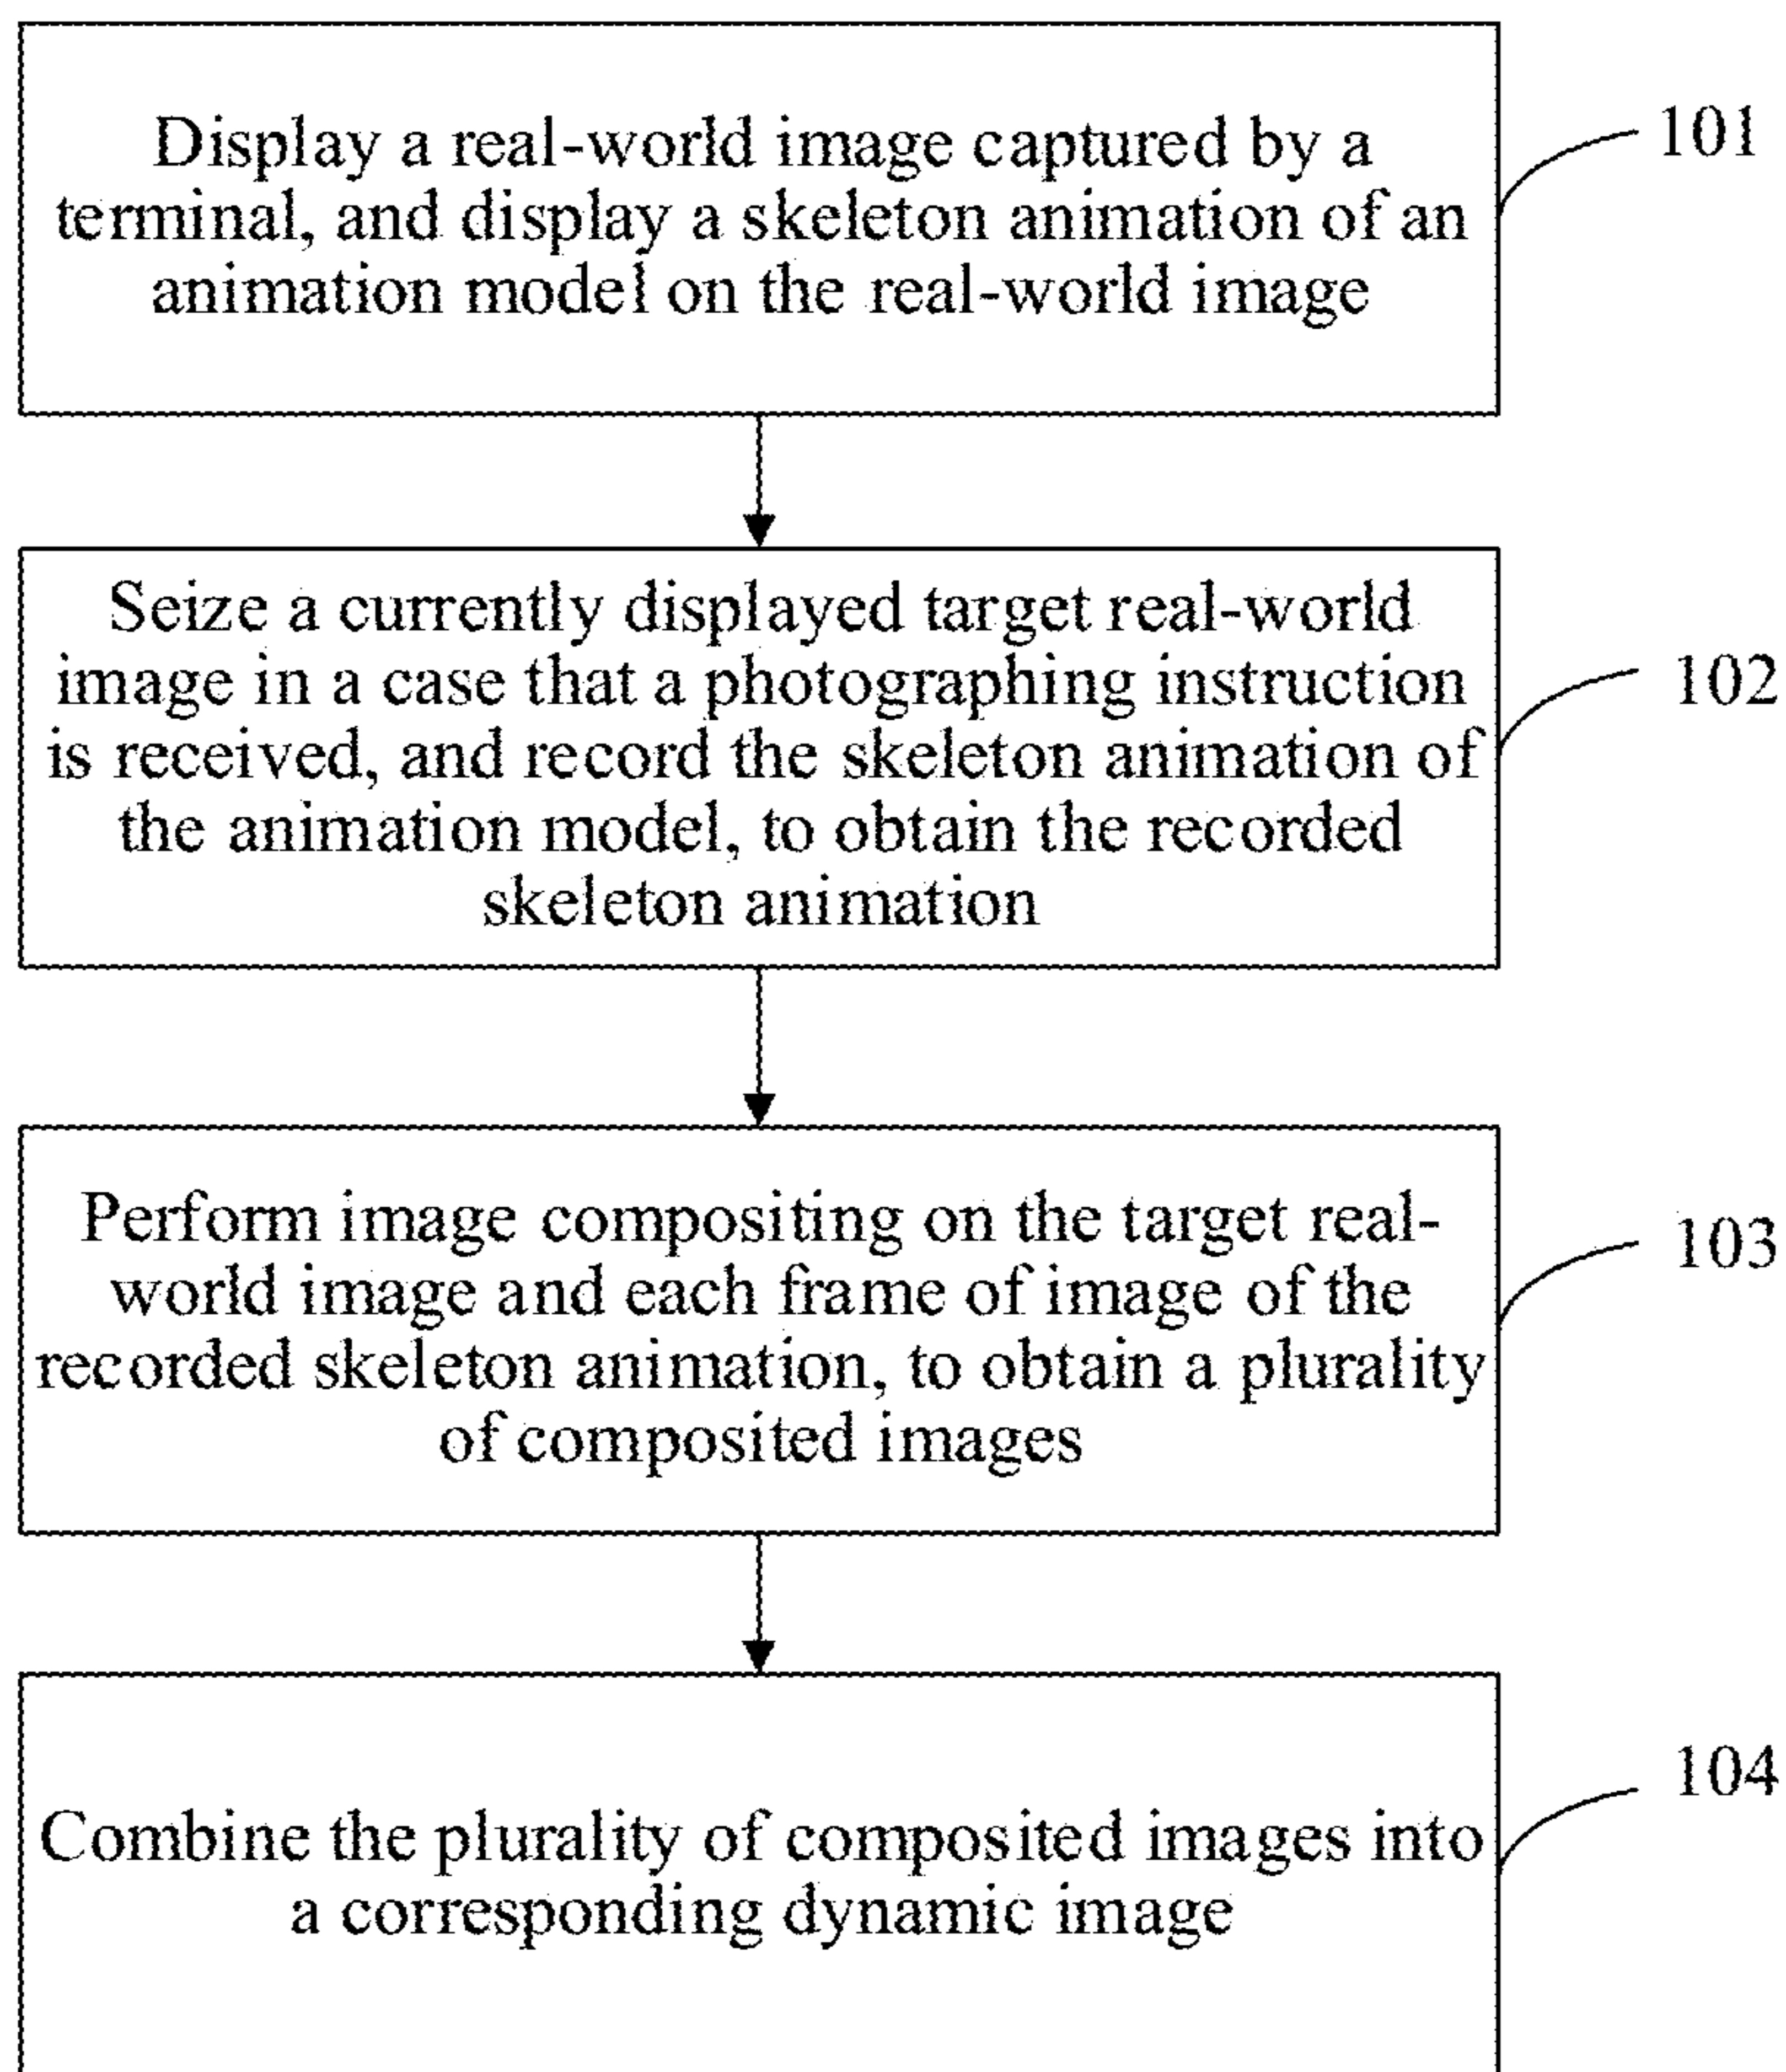 Display a real-world image captured by a
terminal, and display a skeleton animation of an
animation model on the real-world image
101
Seize a currently displayed target real-world
image in a case that a photographing instruction
is received, and record the skeleton animation of
the animation model, to obtain the recorded
skeleton animation
102
Perform image compositing on the target real-
world image and each frame of image of the
recorded skeleton animation, to obtain a plurality
of composited images
103
Combine the plurality of composited images into
a corresponding dynamic image
104